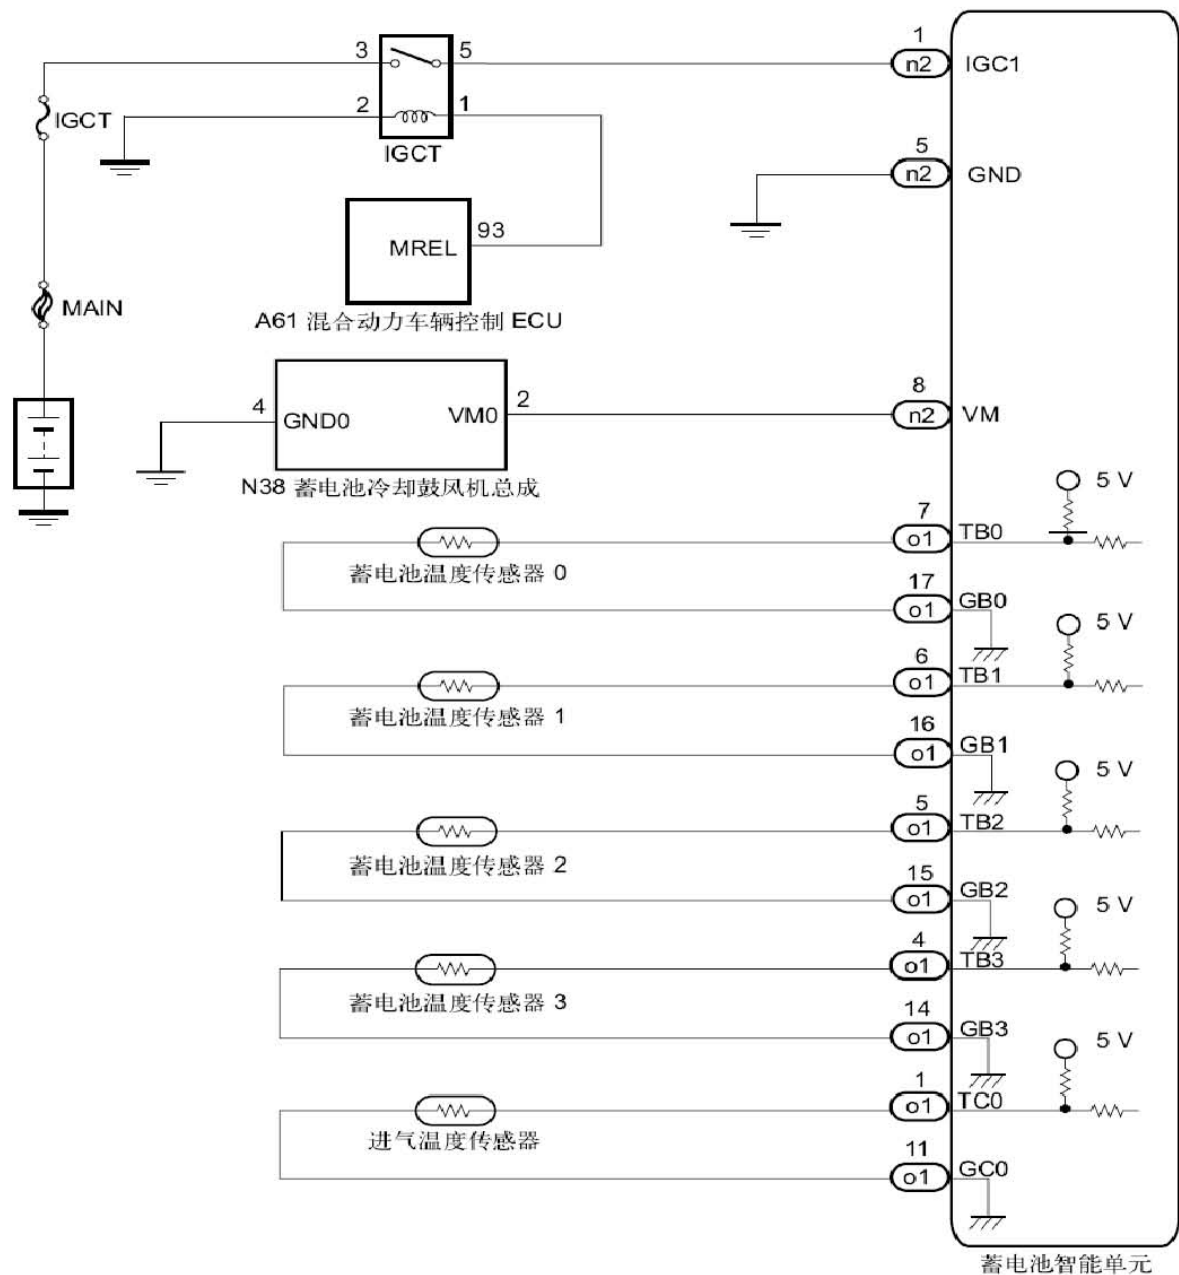 3
5
1
n2
IGC1
IGCT
2
1
IGCT
5
n2
GND
93
MREL
A61 混合动力车辆控制 ECU
MAIN
4
GND0
VM0
2
8
n2
VM
N38 蓄电池冷却鼓风机总成
5 V
7
o1
TB0
蓄电池温度传感器 0
17
o1
GB0
5 V
6
o1
TB1
蓄电池温度传感器 1
16
o1
GB1
5 V
5
o1
TB2
蓄电池温度传感器 2
15
o1
GB2
5 V
4
o1
TB3
蓄电池温度传感器 3
14
o1
GB3
5 V
1
o1
TC0
进气温度传感器
11
o1
GC0
蓄电池智能单元